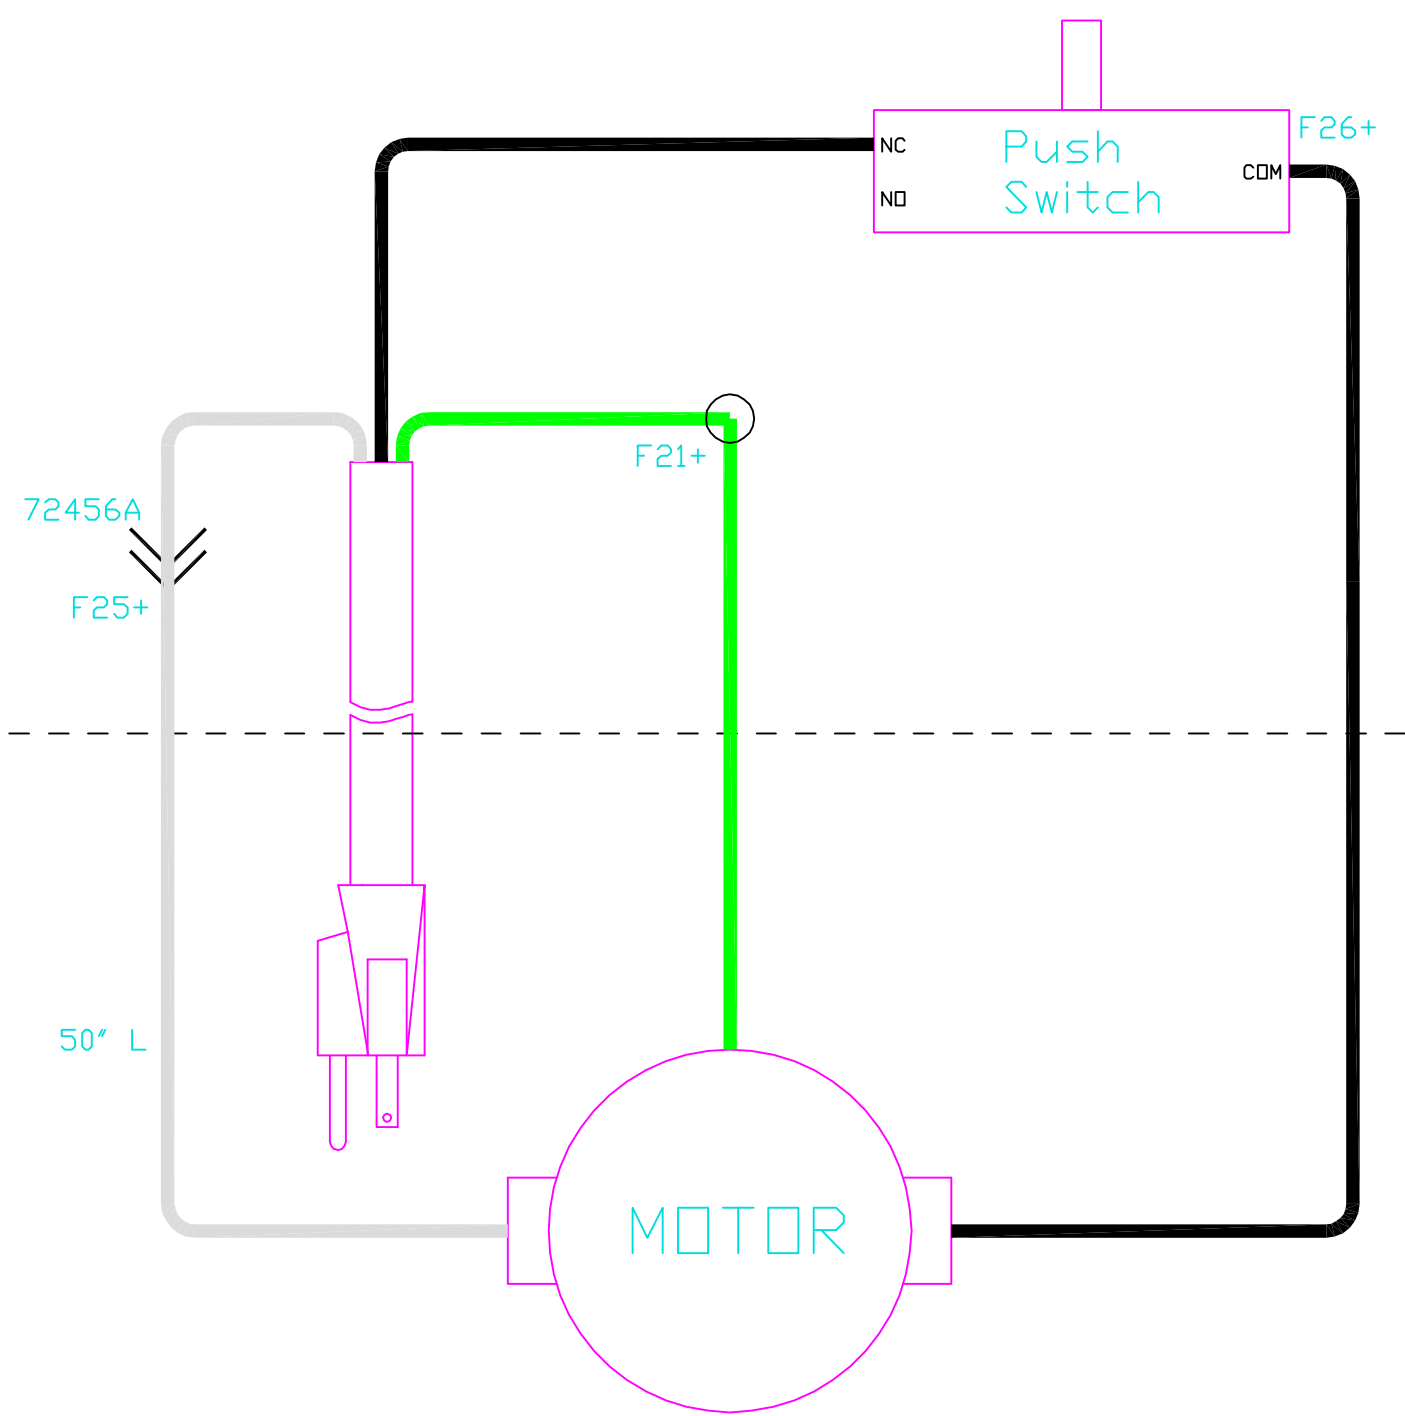 F26+
NC
Push
COM
NO
Switch
F21+
72456A
F25+
50" L
MOTOR